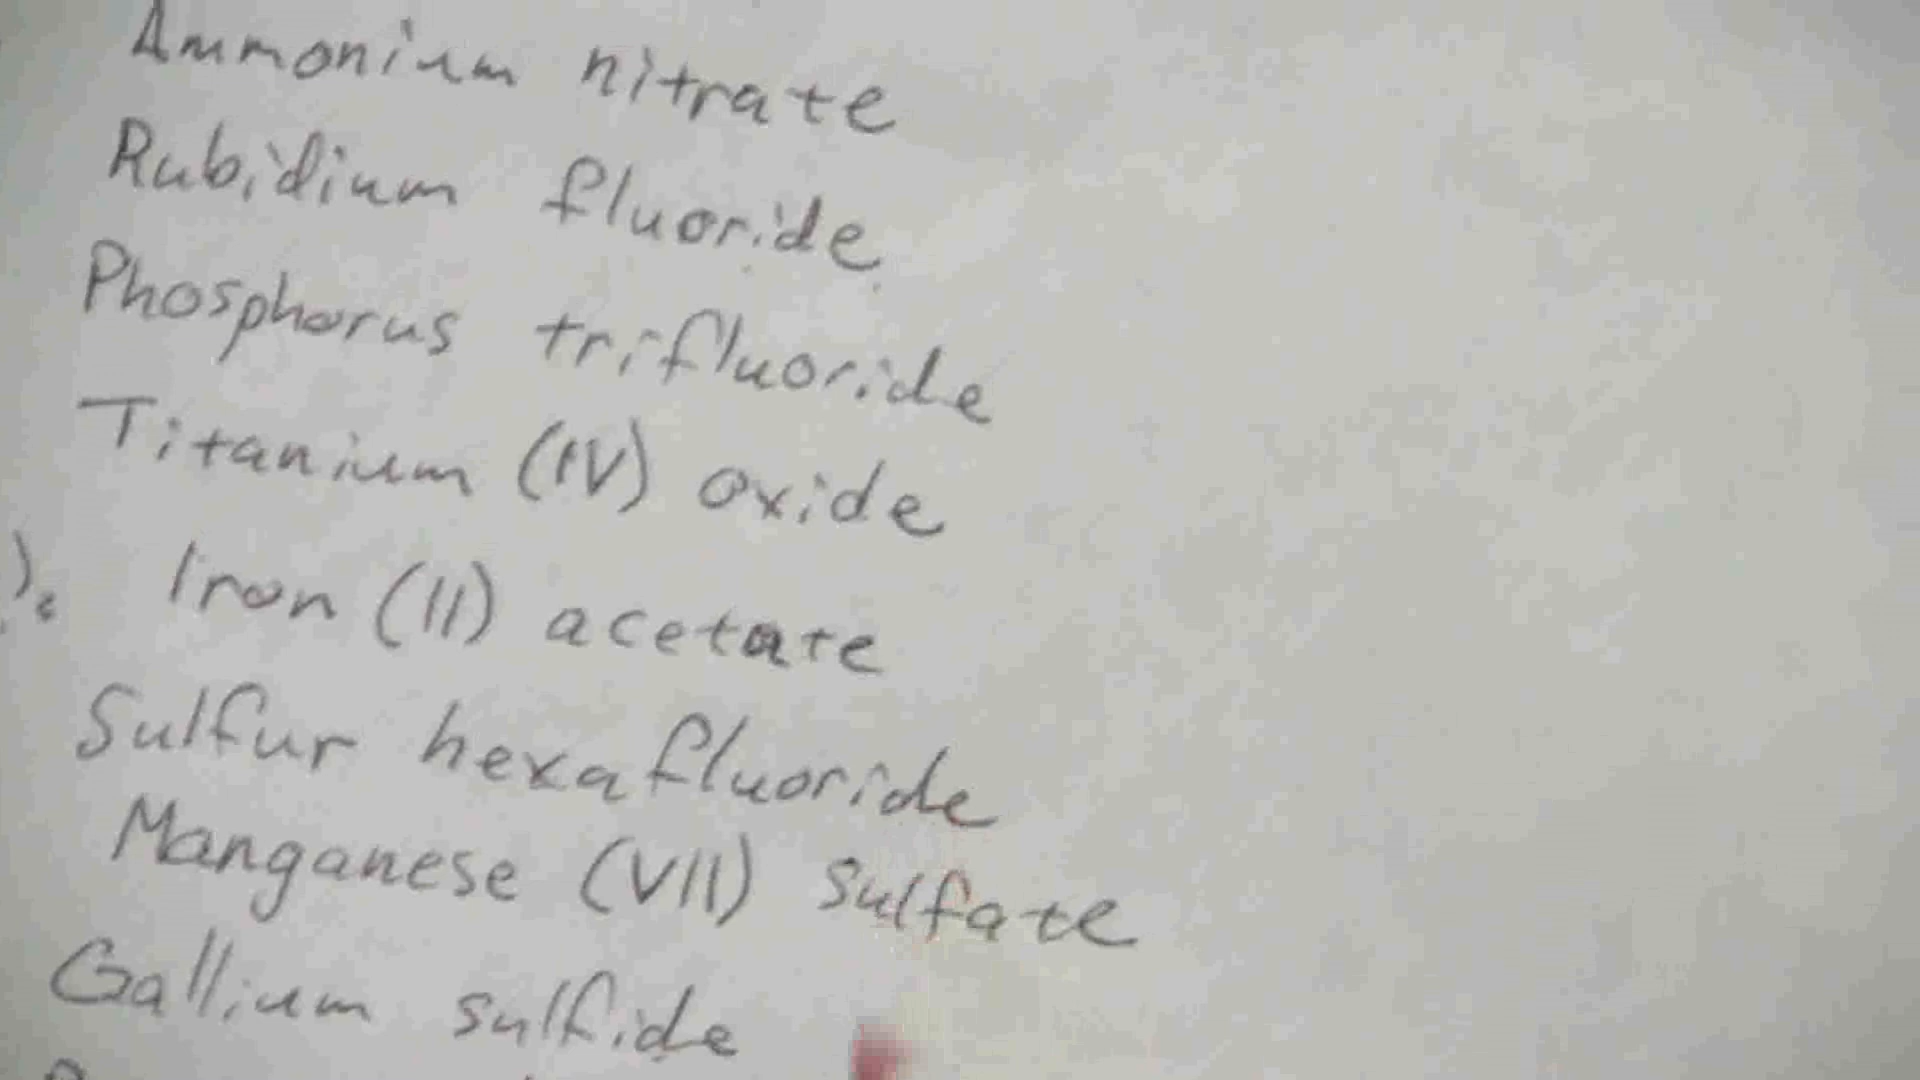 Ammonium nitrate
Rubidium fluoride
Phosphorus trifluoride
Titanium (IV) oxide
). Iron (II) acetate
Sulfur hexafluoride
Manganese (VII) sulfate
Gallium sulfide